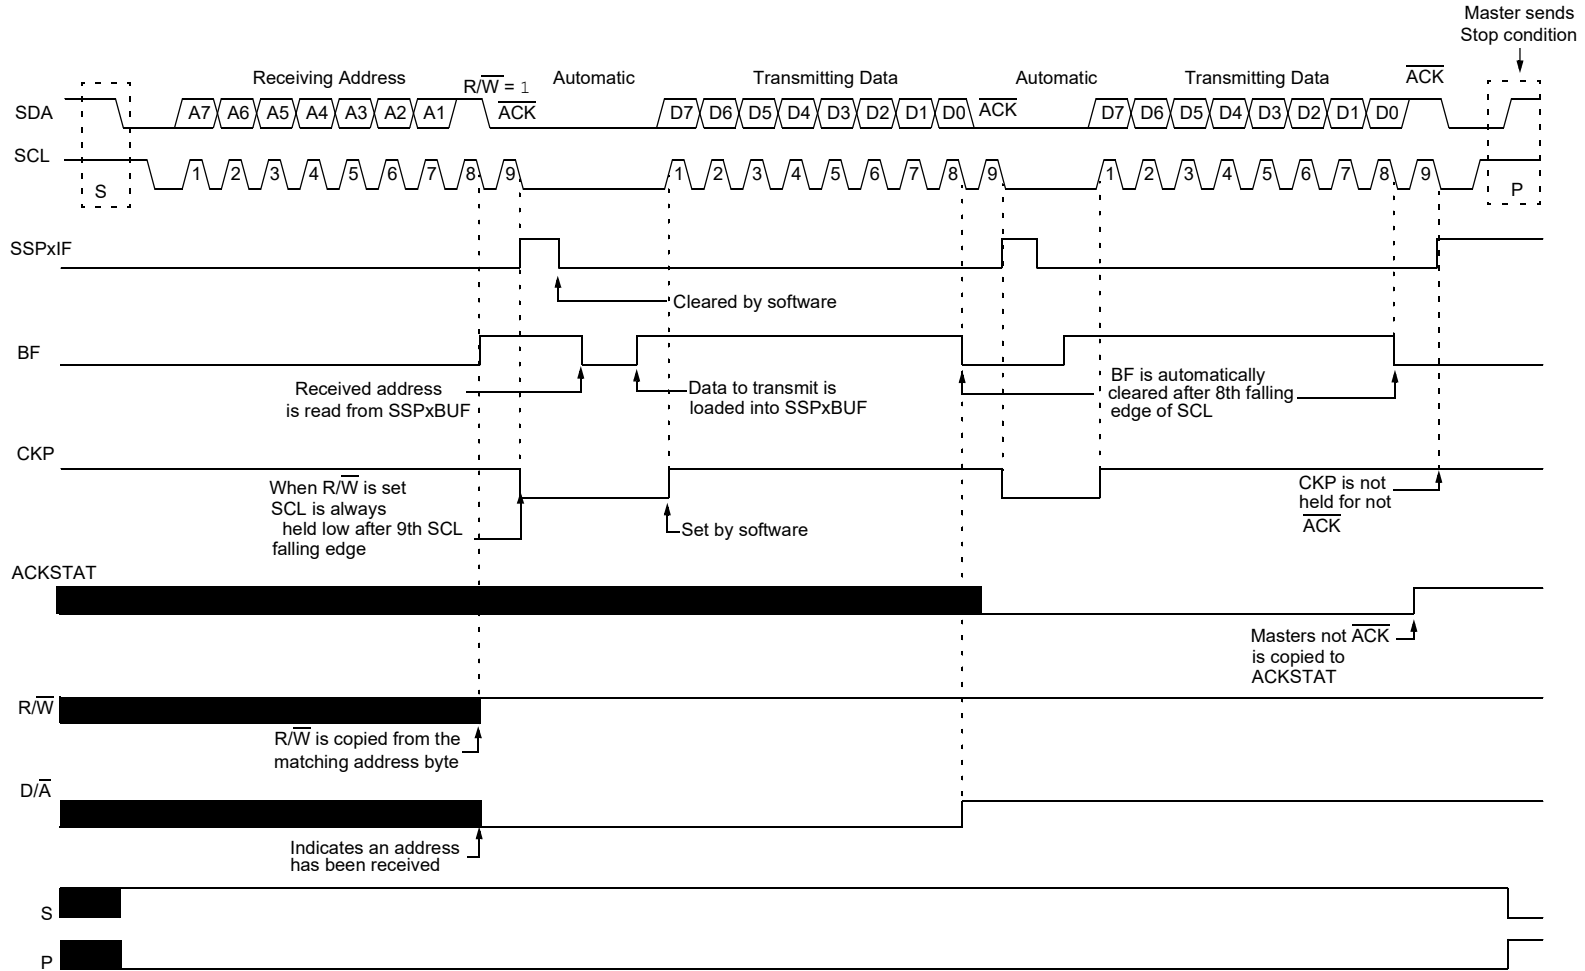 Master sends
Stop condition
Receiving Address
R/W̅ = 1
Automatic
Transmitting Data
Automatic
Transmitting Data
A̅C̅K̅
SDA
A7 A6 A5 A4 A3 A2 A1
A̅C̅K̅
D7 D6 D5 D4 D3 D2 D1 D0
A̅C̅K̅
D7 D6 D5 D4 D3 D2 D1 D0
SCL
S
1 2 3 4 5 6 7 8 9
1 2 3 4 5 6 7 8 9
1 2 3 4 5 6 7 8 9
P
SSPxIF
Cleared by software
BF
Received address
is read from SSPxBUF
Data to transmit is
loaded into SSPxBUF
BF is automatically
cleared after 8th falling
edge of SCL
CKP
When R/W̅ is set
SCL is always
held low after 9th SCL
falling edge
Set by software
CKP is not
held for not
A̅C̅K̅
ACKSTAT
Masters not A̅C̅K̅
is copied to
ACKSTAT
R/W̅
R/W̅ is copied from the
matching address byte
D/A̅
Indicates an address
has been received
S
P